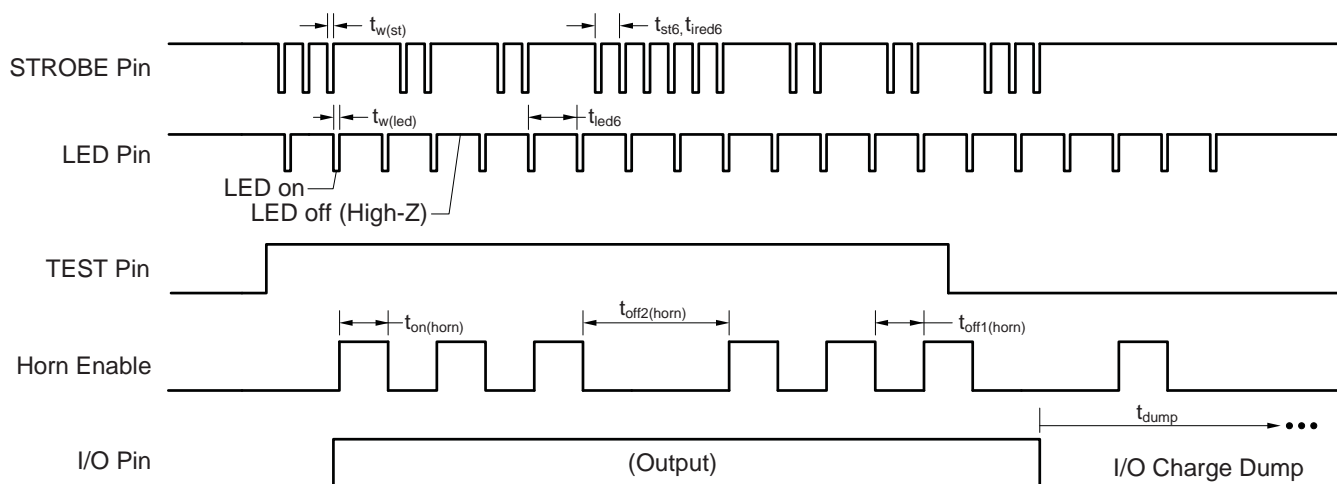 t_w(st)
t_st6, t_ired6
STROBE Pin
t_w(led)
t_led6
LED Pin
LED on
LED off (High-Z)
TEST Pin
t_on(horn)
t_off2(horn)
t_off1(horn)
Horn Enable
t_dump
I/O Pin
(Output)
I/O Charge Dump